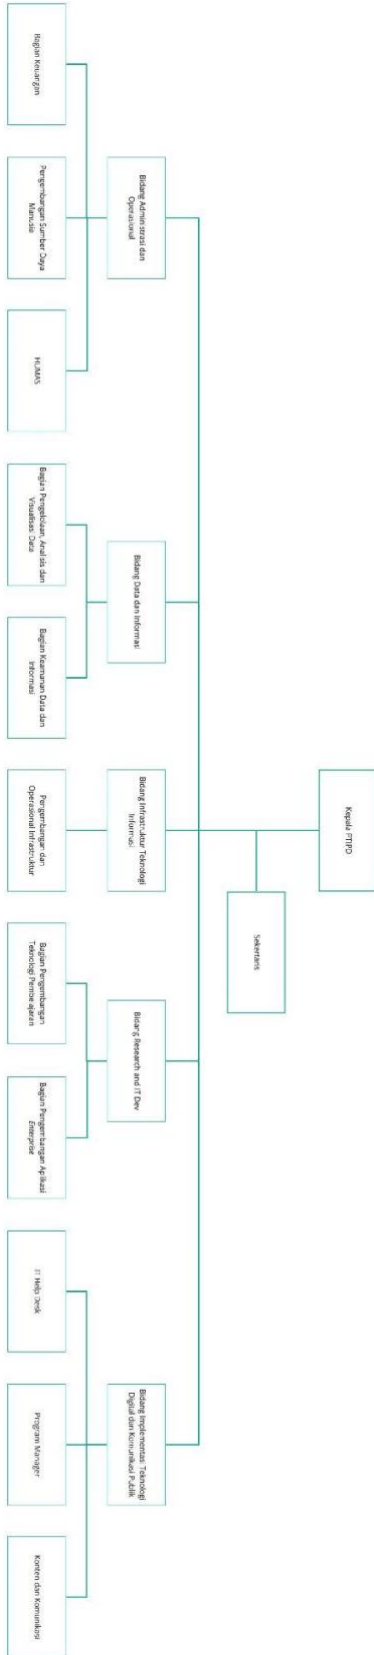 Kepala PTIPD
Sekertaris
Bidang Administrasi dan
Operasional
Bidang Data dan Informasi
Bidang Infrastruktur Teknologi
Informasi
Bidang Research and IT Dev
Bidang Implementasi Teknologi
Digital dan Komunikasi Publik
Bagian Keuangan
Pengembangan Sumber Daya
Manusia
HUMAS
Bagian Pengelolaan, Analisis dan
Visualisasi Data
Bagian Keamanan Data dan
Informasi
Pengembangan dan
Operasional Infrastruktur
Bagian Pengembangan
Teknologi Pembelajaran
Bagian Pengembangan Aplikasi
Enterprise
IT Help Desk
Program Manager
Konten dan Komunikasi